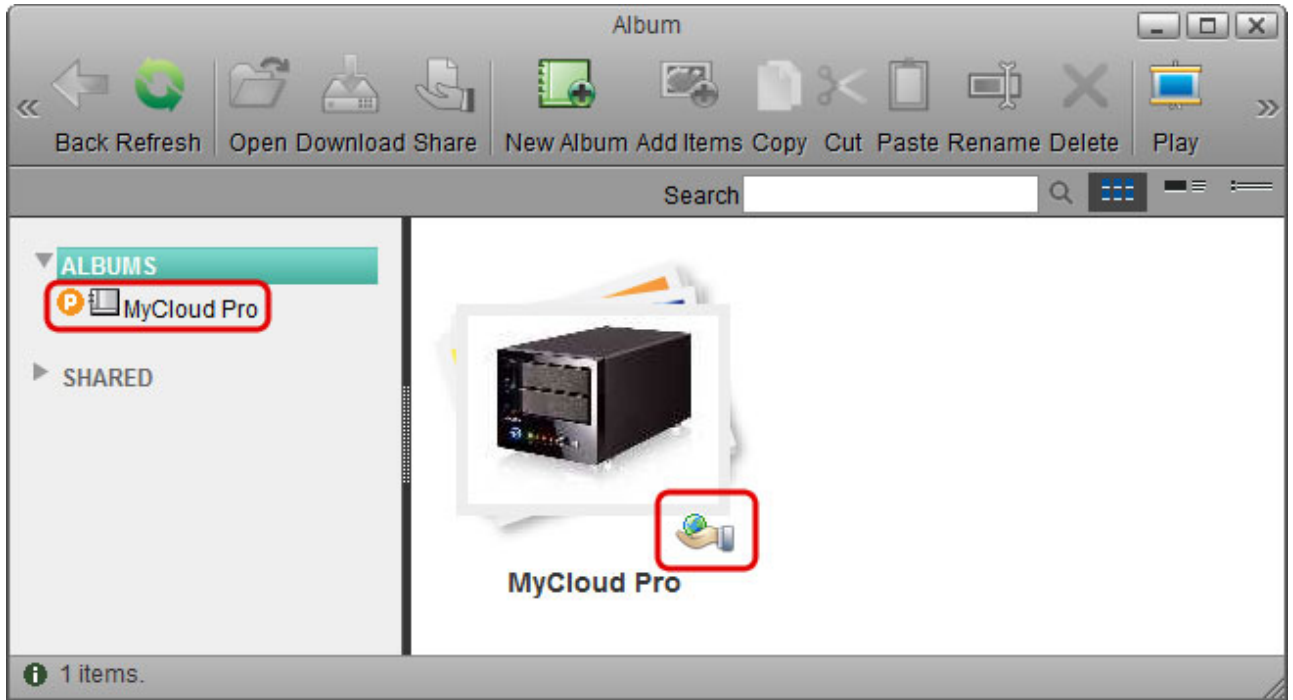 Album
Back Refresh Open Download Share New Album Add Items Copy Cut Paste Rename Delete Play
Search
ALBUMS
P MyCloud Pro
SHARED
MyCloud Pro
1 items.